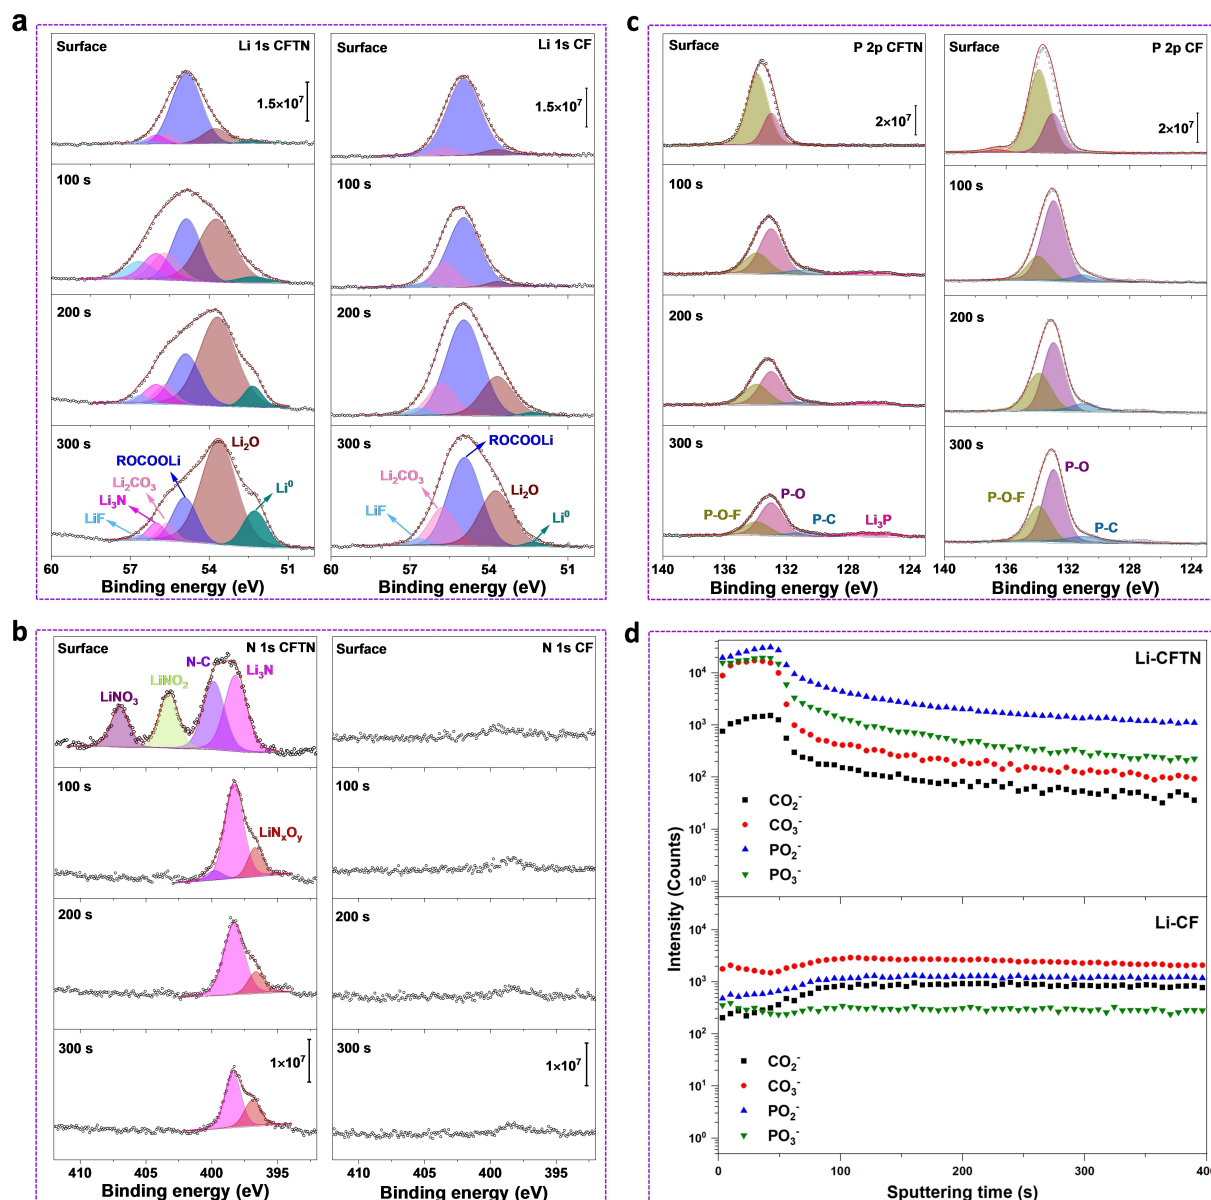 a
Surface
Li 1s CFTN
1.5×10⁷
100 s
200 s
300 s
Li₂O
ROCOOLi
Li₂CO₃
Li₃N
LiF
Li⁰
60 57 54 51
Binding energy (eV)
Surface
Li 1s CF
1.5×10⁷
100 s
200 s
300 s
ROCOOLi
Li₂CO₃
Li₂O
LiF
Li⁰
57 54 51
Binding energy (eV)
c
Surface
P 2p CFTN
2×10⁷
100 s
200 s
300 s
P-O
P-O-F
P-C
Li₃P
140 136 132 128 124
Binding energy (eV)
Surface
P 2p CF
2×10⁷
100 s
200 s
300 s
P-O
P-O-F
P-C
140 136 132 128 124
Binding energy (eV)
b
Surface
N 1s CFTN
N-C
Li₃N
LiNO₂
LiNO₃
100 s
LiNₓOᵧ
200 s
300 s
1×10⁷
410 405 400 395
Binding energy (eV)
Surface
N 1s CF
100 s
200 s
300 s
1×10⁷
410 405 400 395
Binding energy (eV)
d
Li-CFTN
10⁴
10³
10²
10¹
10⁰
CO₂⁻
CO₃⁻
PO₂⁻
PO₃⁻
Intensity (Counts)
Li-CF
10⁴
10³
10²
10¹
10⁰
CO₂⁻
CO₃⁻
PO₂⁻
PO₃⁻
0 100 200 300 400
Sputtering time (s)